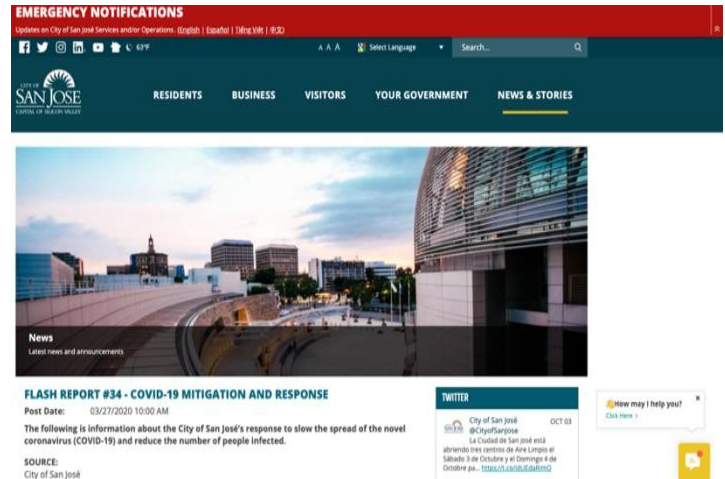 EMERGENCY NOTIFICATIONS
Updates on City of San José Services and/or Operations. (English | Español | Tiếng Việt | 中文)
63°F
A A A
Select Language
Search...
CITY OF
SAN JOSE
CAPITAL OF SILICON VALLEY
RESIDENTS
BUSINESS
VISITORS
YOUR GOVERNMENT
NEWS & STORIES
News
Latest news and announcements
FLASH REPORT #34 - COVID-19 MITIGATION AND RESPONSE
Post Date: 03/27/2020 10:00 AM
The following is information about the City of San José's response to slow the spread of the novel
coronavirus (COVID-19) and reduce the number of people infected.
SOURCE:
City of San José
TWITTER
City of San José OCT 03
@CityofSanJose
La Ciudad de San José está
abriendo tres centros de Aire Limpio el
Sábado 3 de Octubre y el Domingo 4 de
Octubre pa...
How may I help you?
Click Here >